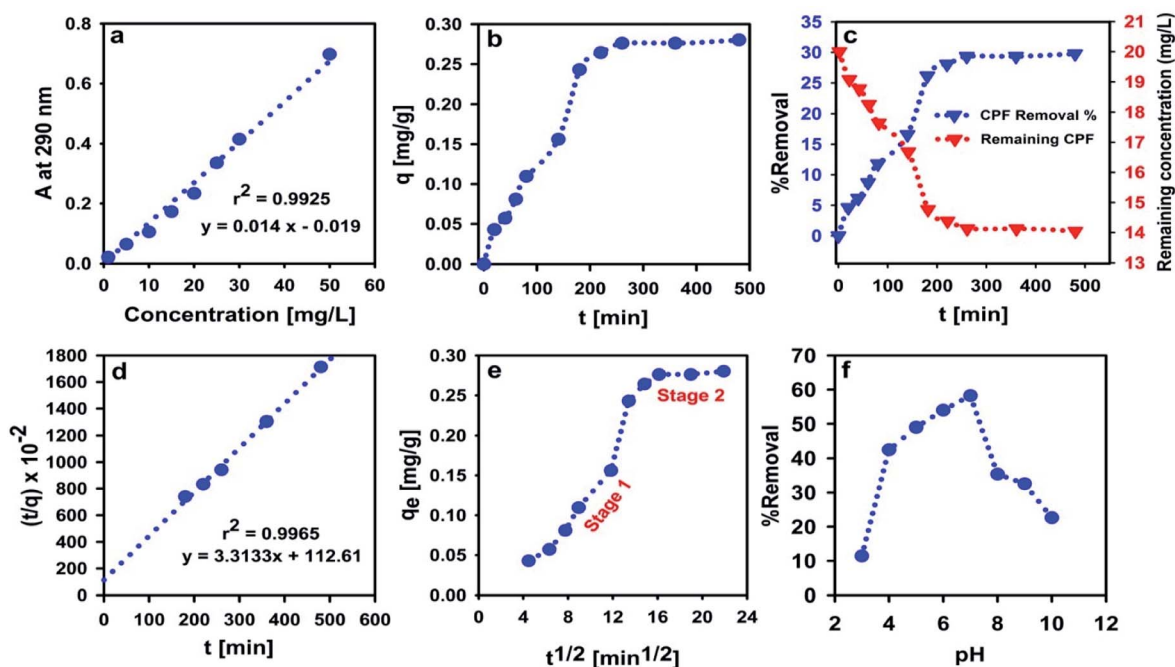 a
0.8
0.6
0.4
0.2
0.0
A at 290 nm
r² = 0.9925
y = 0.014 x - 0.019
0 10 20 30 40 50 60
Concentration [mg/L]
b
0.30
0.25
0.20
0.15
0.10
0.05
0.00
q [mg/g]
0 100 200 300 400 500
t [min]
c
35
30
25
20
15
10
5
0
%Removal
CPF Removal %
Remaining CPF
21
20
19
18
17
16
15
14
13
Remaining concentration (mg/L)
0 100 200 300 400 500
t [min]
d
1800
1600
1400
1200
1000
800
600
400
200
0
(t/q) x 10⁻²
r² = 0.9965
y = 3.3133x + 112.61
0 100 200 300 400 500 600
t [min]
e
0.30
0.25
0.20
0.15
0.10
0.05
0.00
qₑ [mg/g]
Stage 1
Stage 2
0 4 8 12 16 20 24
t1/2 [min1/2]
f
70
60
50
40
30
20
10
0
%Removal
2 4 6 8 10 12
pH